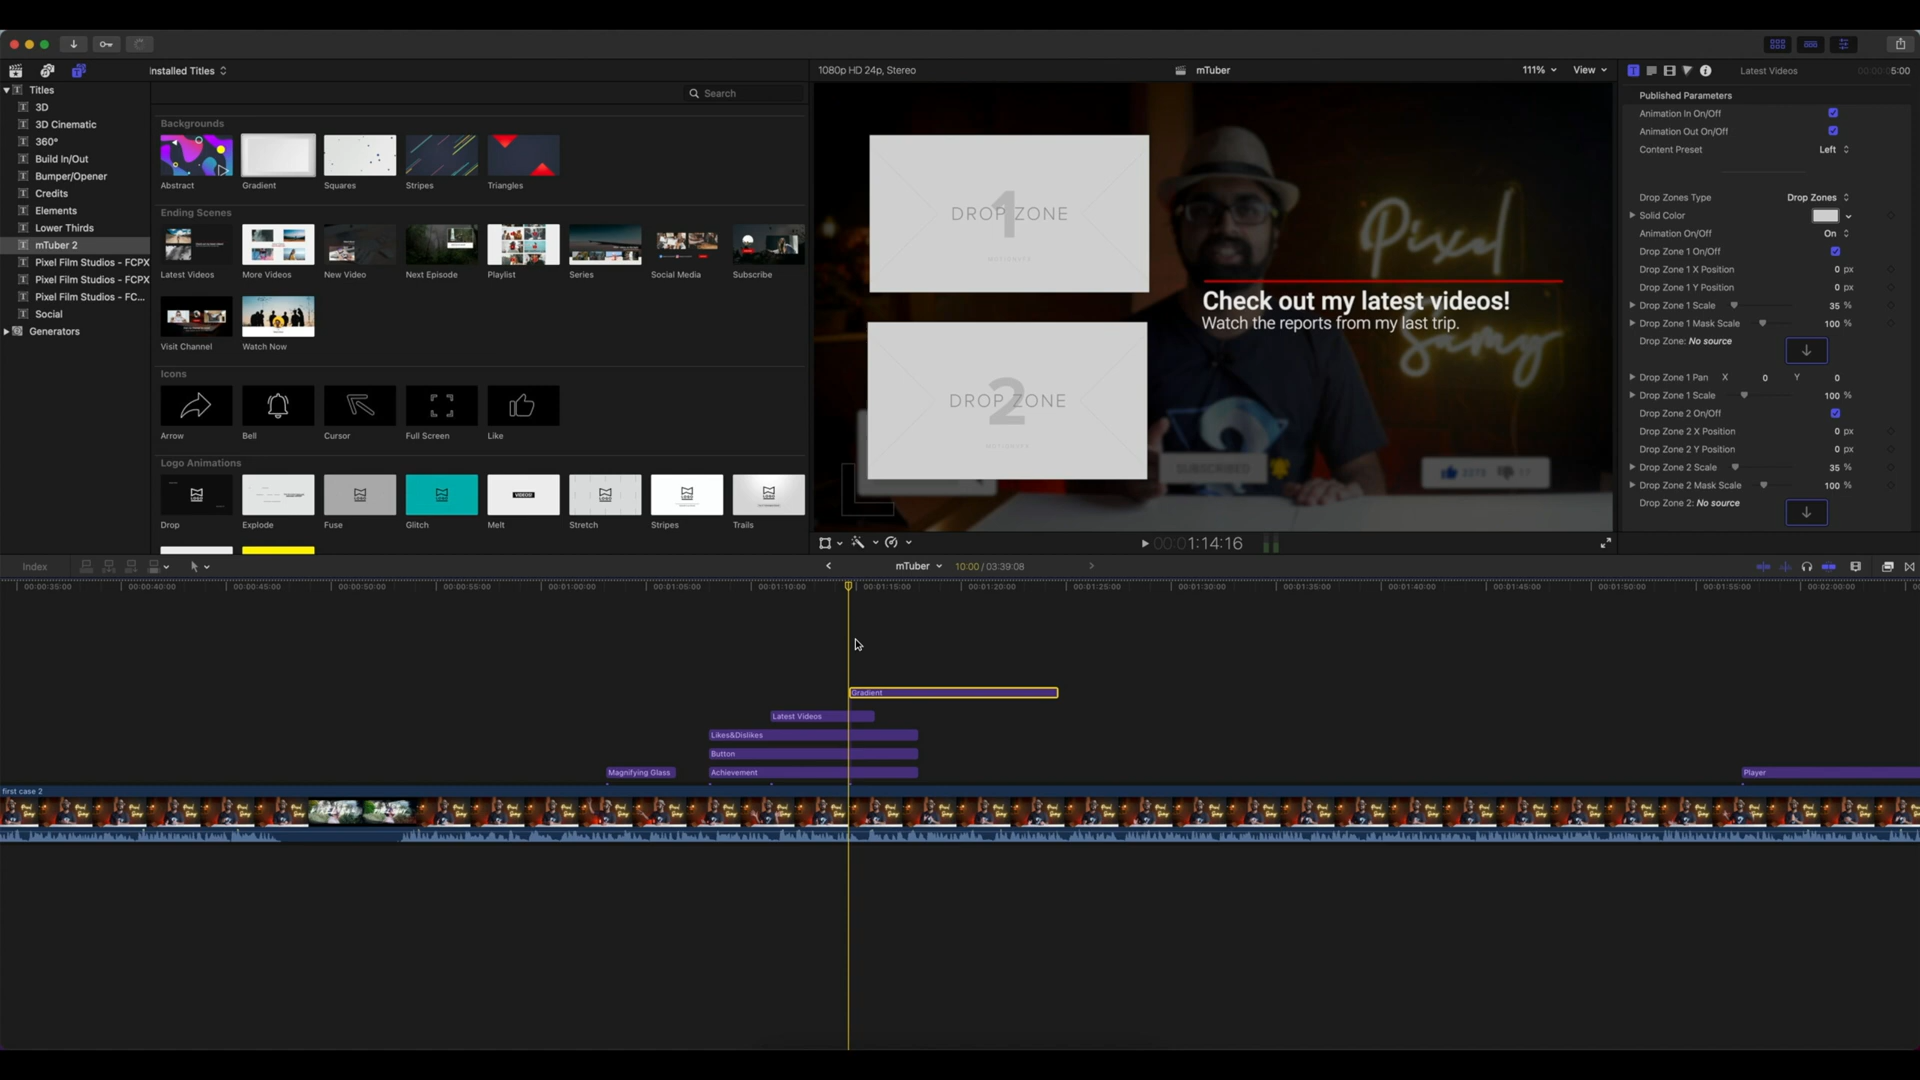 Installed Titles
1080p HD 24p, Stereo
mTuber
111%
View
Latest Videos
5:00
Titles
3D
3D Cinematic
360°
Build In/Out
Bumper/Opener
Credits
Elements
Lower Thirds
mTuber 2
Pixel Film Studios - FCPX
Pixel Film Studios - FCPX
Pixel Film Studios - FC...
Social
Generators
Search
Backgrounds
Abstract
Gradient
Squares
Stripes
Triangles
Ending Scenes
Latest Videos
More Videos
New Video
Next Episode
Playlist
Series
Social Media
Subscribe
Visit Channel
Watch Now
Icons
Arrow
Bell
Cursor
Full Screen
Like
Logo Animations
VIDEOS!
Drop
Explode
Fuse
Glitch
Melt
Stretch
Stripes
Trails
1
DROP ZONE
2
DROP ZONE
Pixel
Samy
Check out my latest videos!
Watch the reports from my last trip.
SUBSCRIBED
2273
17
Published Parameters
Animation In On/Off
Animation Out On/Off
Content Preset Left
Drop Zones Type Drop Zones
Solid Color
Animation On/Off On
Drop Zone 1 On/Off
Drop Zone 1 X Position 0 px
Drop Zone 1 Y Position 0 px
Drop Zone 1 Scale 35 %
Drop Zone 1 Mask Scale 100 %
Drop Zone: No source
Drop Zone 1 Pan X 0 Y 0
Drop Zone 1 Scale 100 %
Drop Zone 2 On/Off
Drop Zone 2 X Position 0 px
Drop Zone 2 Y Position 0 px
Drop Zone 2 Scale 35 %
Drop Zone 2 Mask Scale 100 %
Drop Zone 2: No source
00:01:14:16
Index
mTuber
10:00 / 03:39:08
00:00:35:00
00:00:40:00
00:00:45:00
00:00:50:00
00:00:55:00
00:01:00:00
00:01:05:00
00:01:10:00
00:01:15:00
00:01:20:00
00:01:25:00
00:01:30:00
00:01:35:00
00:01:40:00
00:01:45:00
00:01:50:00
00:01:55:00
00:02:00:00
Gradient
Latest Videos
Likes&Dislikes
Button
Magnifying Glass
Achievement
Player
first case 2